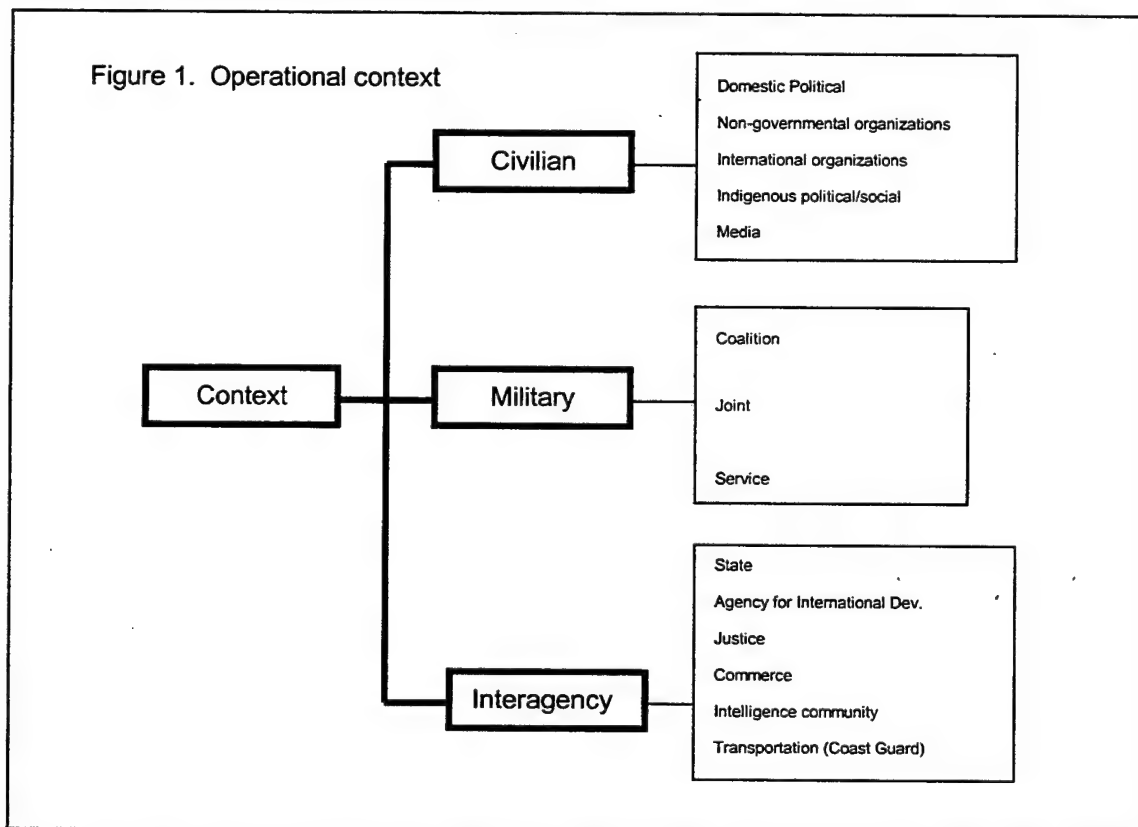 Figure 1. Operational context
Context
Civilian
Domestic Political
Non-governmental organizations
International organizations
Indigenous political/social
Media
Military
Coalition
Joint
Service
Interagency
State
Agency for International Dev.
Justice
Commerce
Intelligence community
Transportation (Coast Guard)